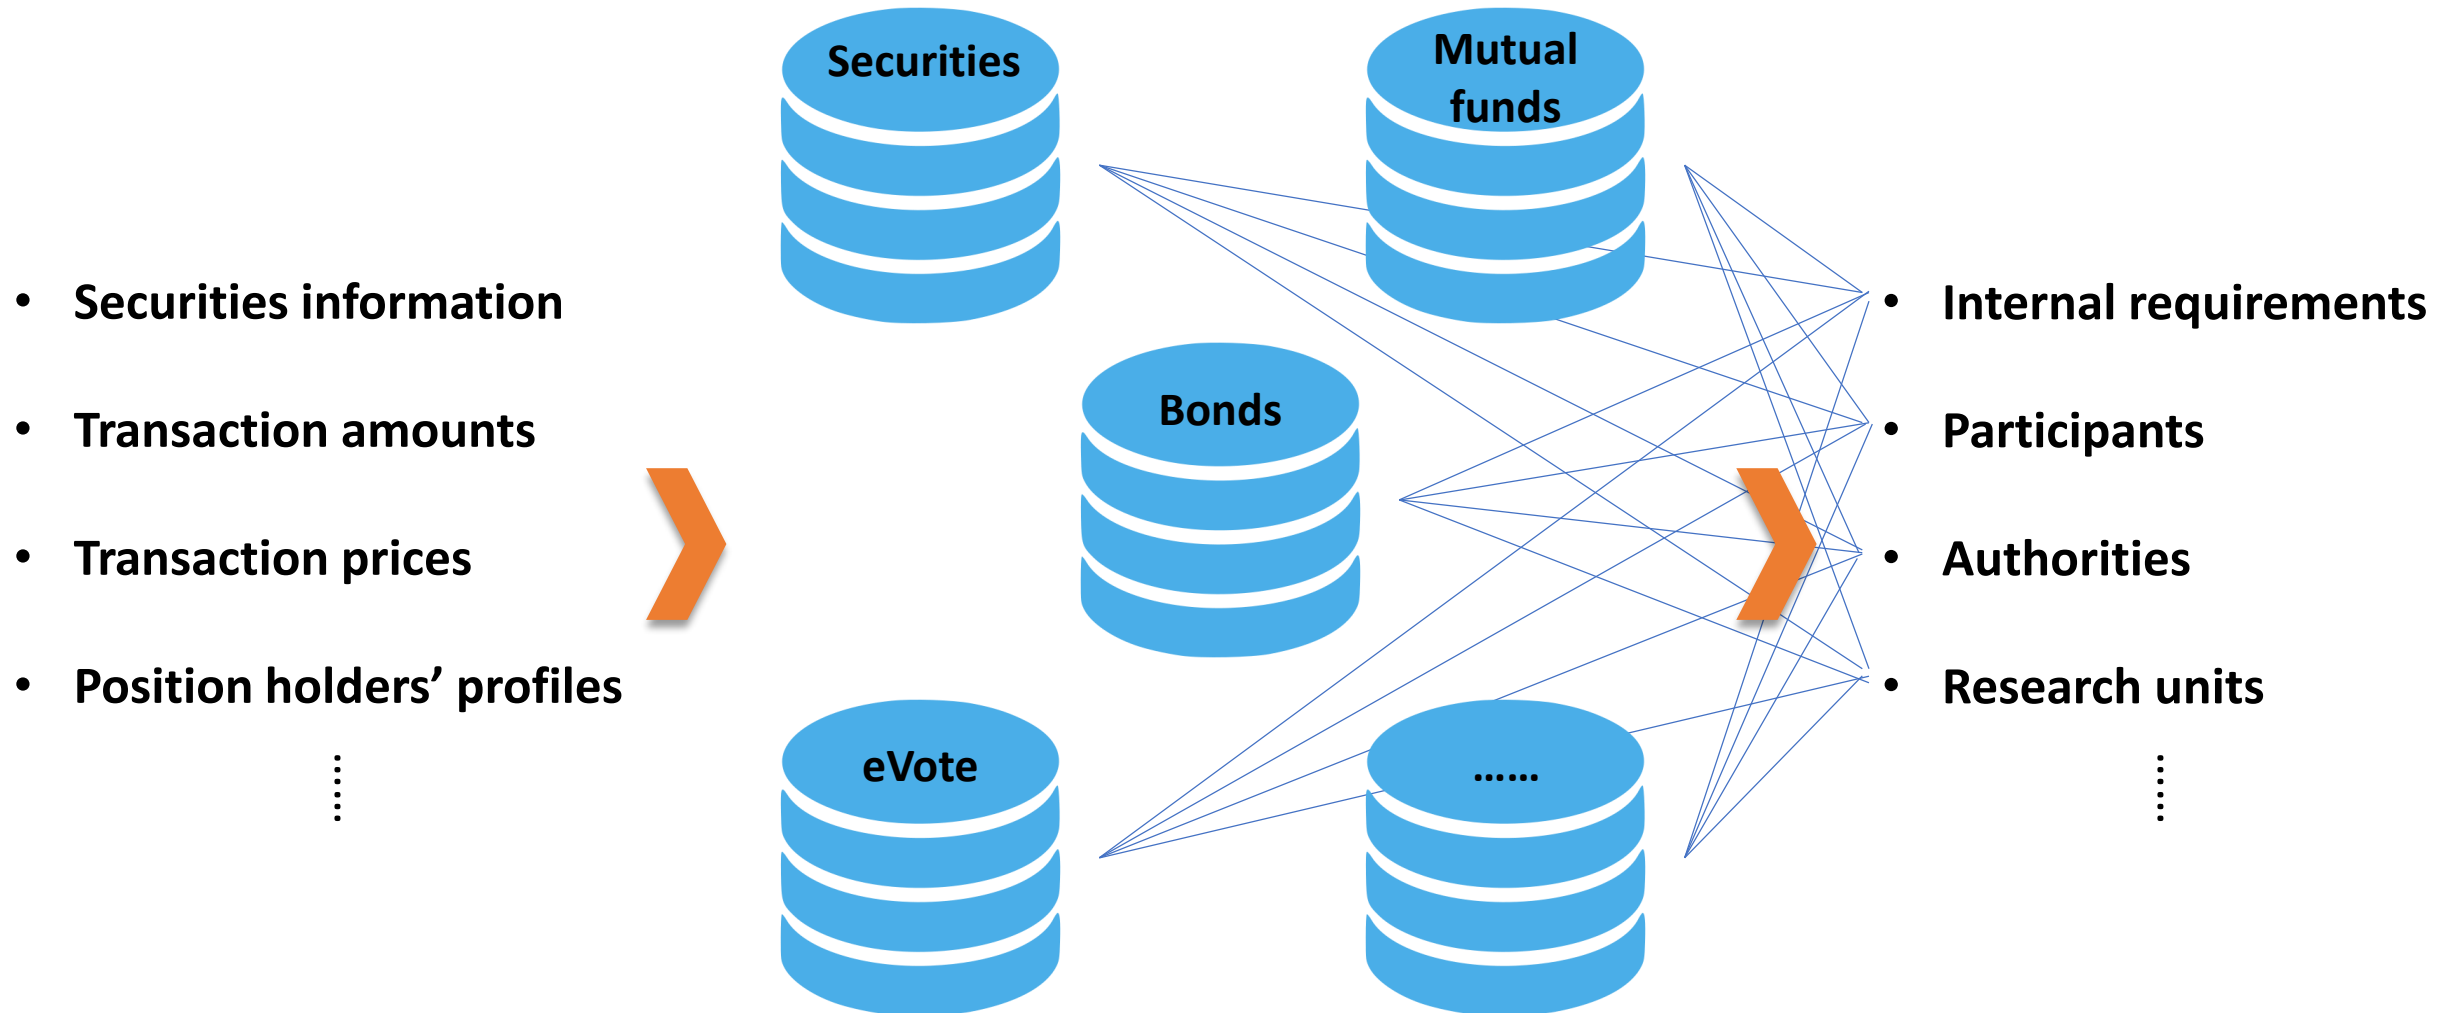 Securities
Mutual
funds
Bonds
eVote
......
• Securities information
• Transaction amounts
• Transaction prices
• Position holders’ profiles
......
• Internal requirements
• Participants
• Authorities
• Research units
......